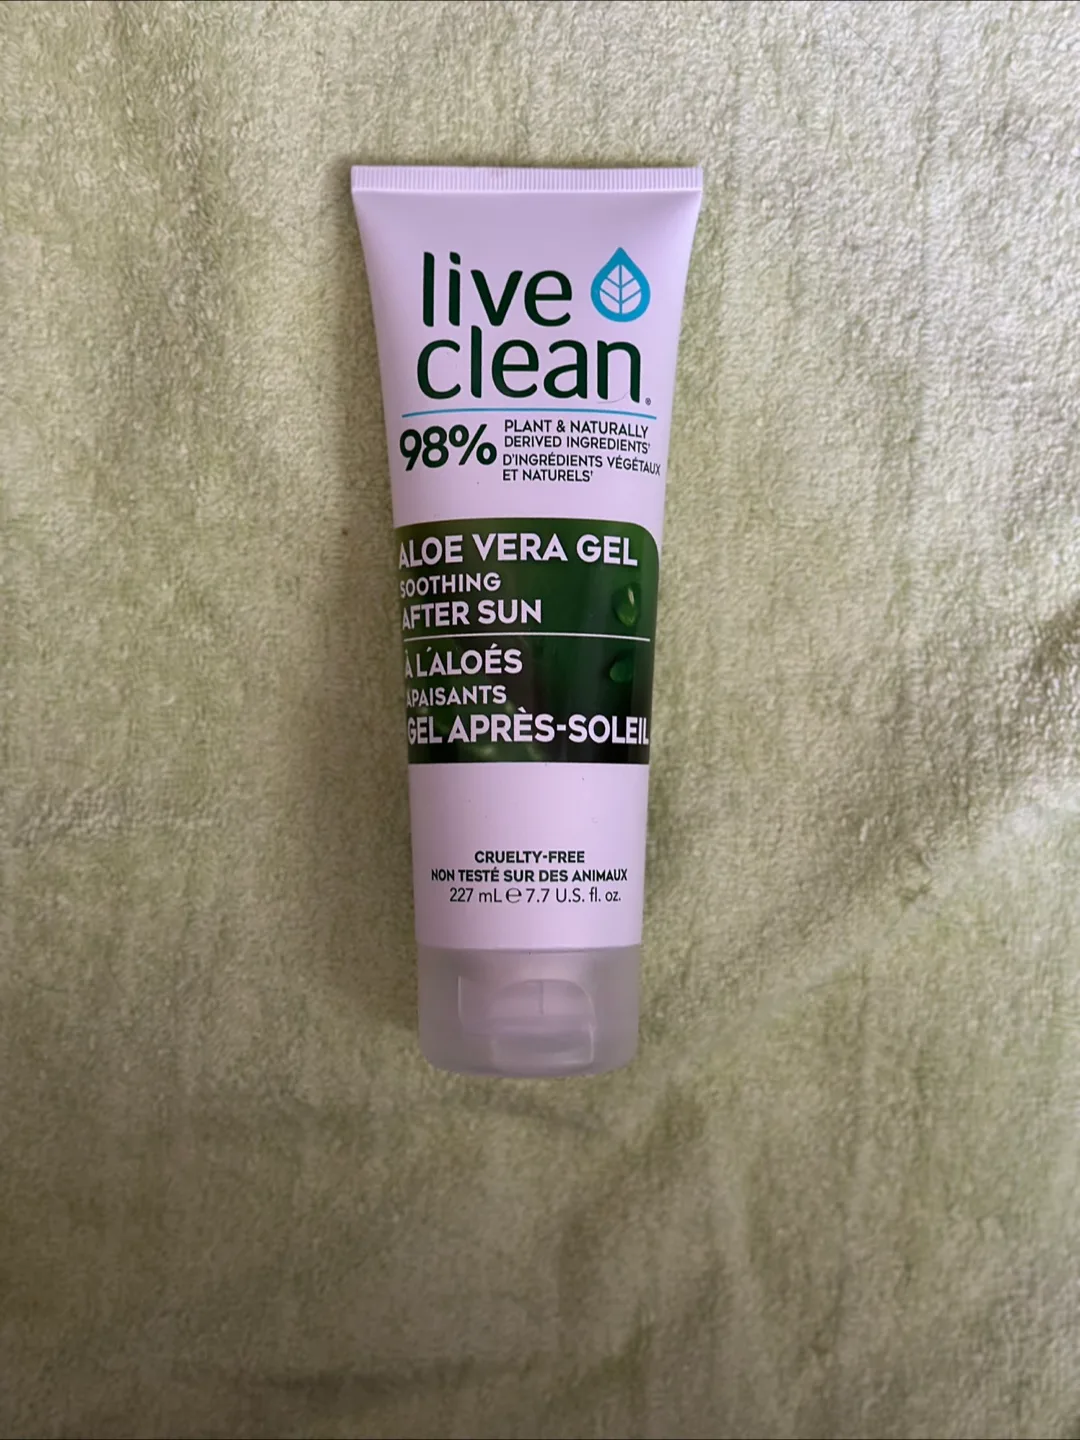 live
clean®
98% PLANT & NATURALLY
DERIVED INGREDIENTS†
D'INGRÉDIENTS VÉGÉTAUX
ET NATURELS†
ALOE VERA GEL
SOOTHING
AFTER SUN
À L'ALOÉS
APAISANTS
GEL APRÈS-SOLEIL
CRUELTY-FREE
NON TESTÉ SUR DES ANIMAUX
227 mL ℮ 7.7 U.S. fl. oz.